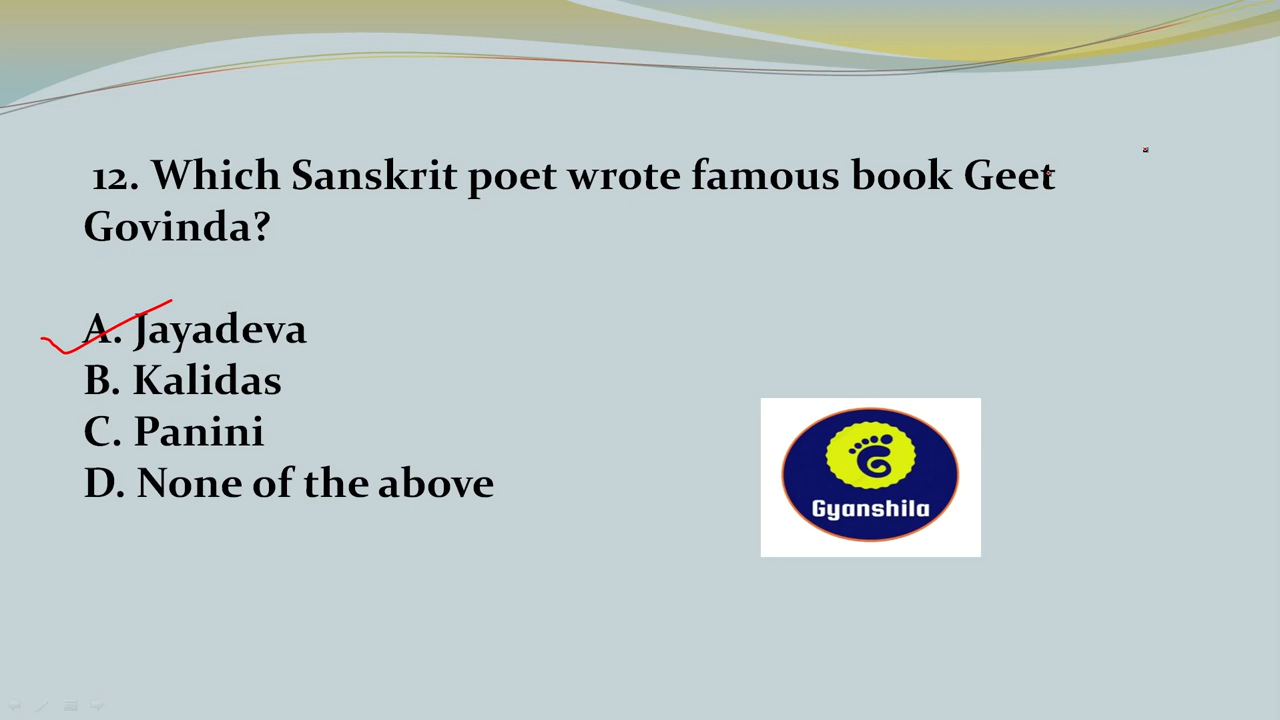 12. Which Sanskrit poet wrote famous book Geet
Govinda?
A. Jayadeva
B. Kalidas
C. Panini
D. None of the above
Gyanshila